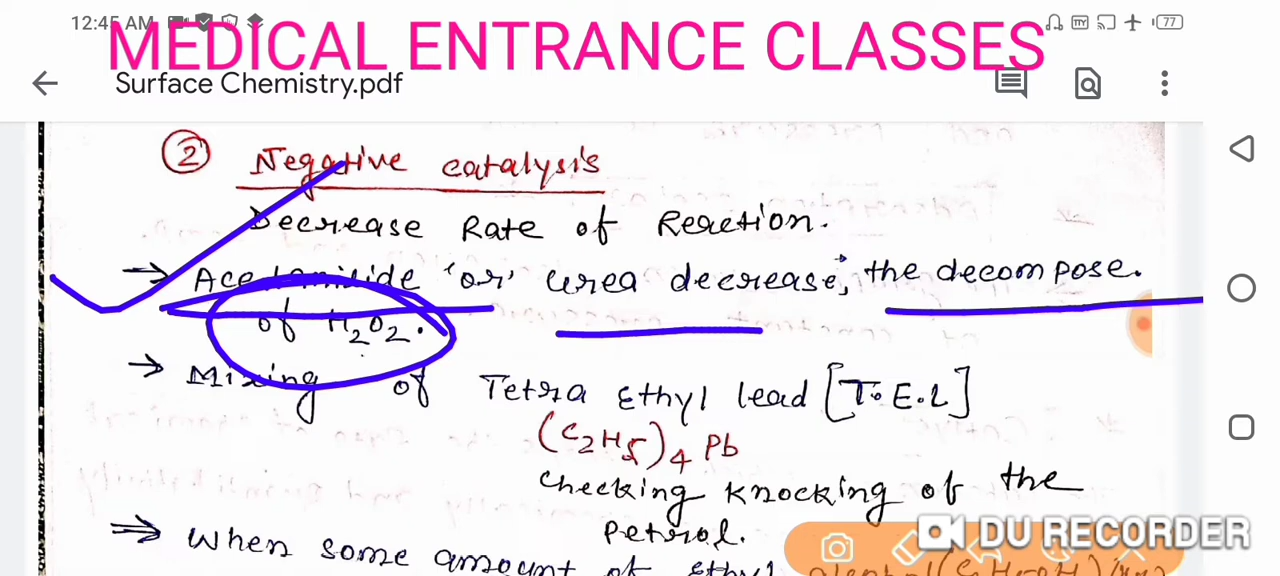 12:45 AM
77
MEDICAL ENTRANCE CLASSES
Surface Chemistry.pdf
② Negative catalysis
Decrease Rate of Reaction.
→ 'or' urea decrease, the decompose.
of H2O2.
→ Mixing of Tetra Ethyl lead [T.E.L]
(C2H5)4 Pb
checking knocking of the
petrol.
DU RECORDER
⇒ When some amount of Ethyl